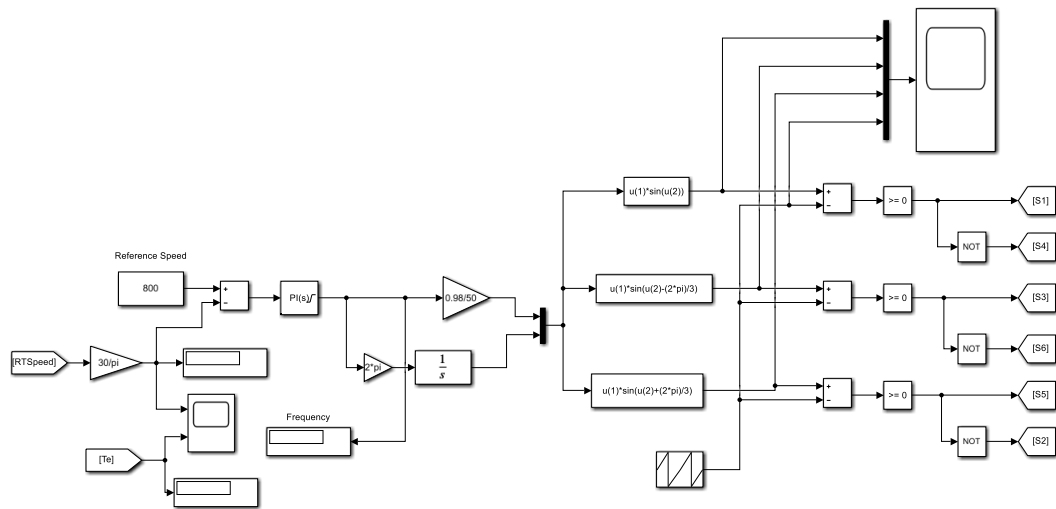 u(1)*sin(u(2))
+
−
>= 0
[S1]
NOT
[S4]
Reference Speed
800
+
−
PI(s)
0.98/50
u(1)*sin(u(2)-(2*pi)/3)
+
−
>= 0
[S3]
NOT
[S6]
[RTSpeed]
30/pi
2*pi
1
s
u(1)*sin(u(2)+(2*pi)/3)
+
−
>= 0
[S5]
NOT
[S2]
Frequency
[Te]